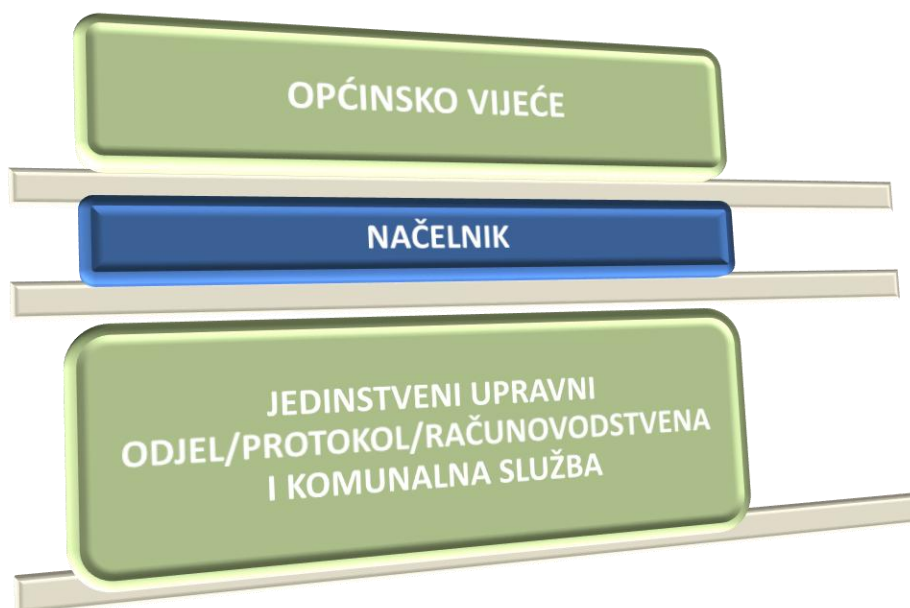 OPĆINSKO VIJEĆE
NAČELNIK
JEDINSTVENI UPRAVNI
ODJEL/PROTOKOL/RAČUNOVODSTVENA
I KOMUNALNA SLUŽBA